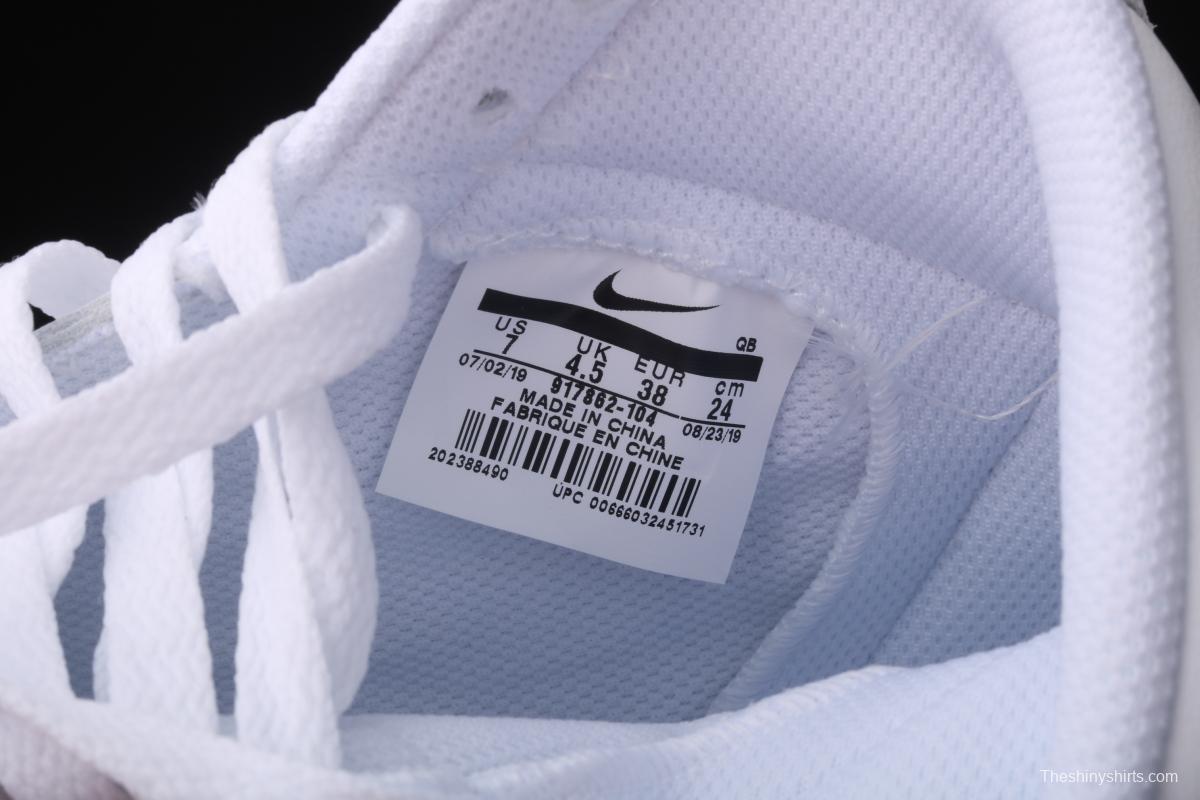 QB
US UK EUR cm
7 4.5 38 24
07/02/19 917862-104 08/23/19
MADE IN CHINA
FABRIQUE EN CHINE
202388490 UPC 00666032451731
Theshinyshirts.com